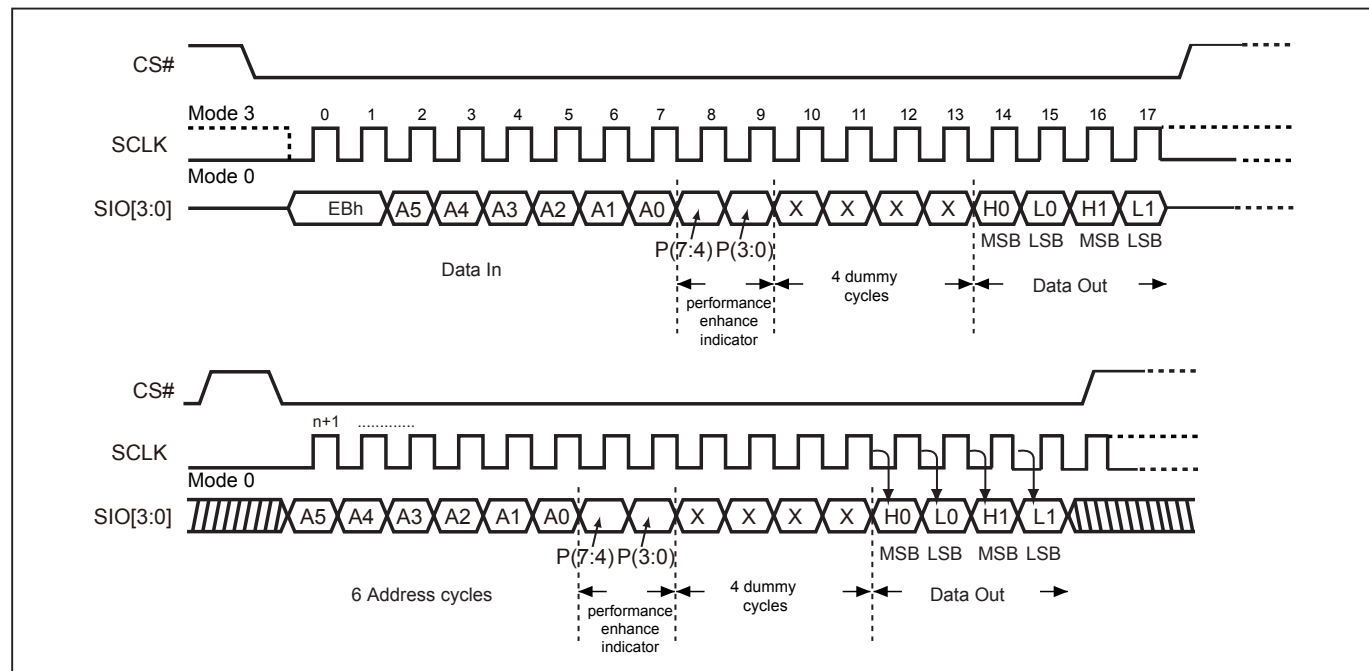 CS#
Mode 3
0 1 2 3 4 5 6 7 8 9 10 11 12 13 14 15 16 17
SCLK
Mode 0
SIO[3:0] EBh A5 A4 A3 A2 A1 A0 X X X X H0 L0 H1 L1
P(7:4) P(3:0) MSB LSB MSB LSB
Data In
performance
enhance
indicator
4 dummy
cycles
Data Out
CS#
n+1 .............
SCLK
Mode 0
SIO[3:0] A5 A4 A3 A2 A1 A0 X X X X H0 L0 H1 L1
P(7:4) P(3:0) MSB LSB MSB LSB
6 Address cycles
performance
enhance
indicator
4 dummy
cycles
Data Out